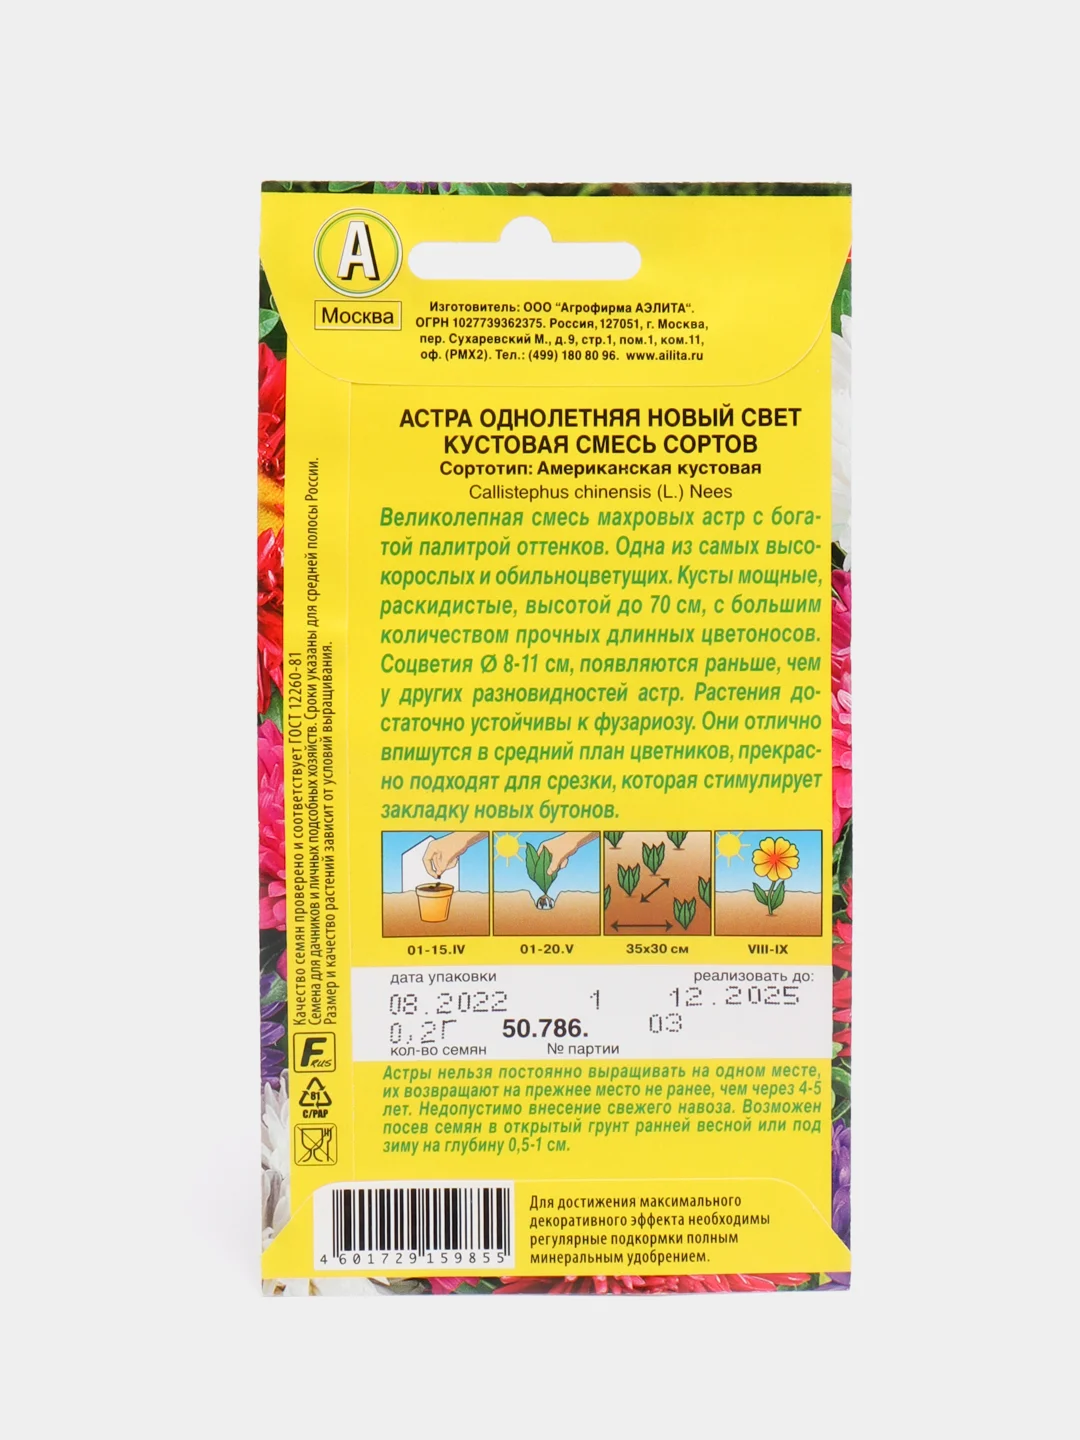 А
Москва
Изготовитель: ООО "Агрофирма АЭЛИТА".
ОГРН 1027739362375. Россия, 127051, г. Москва,
пер. Сухаревский М., д.9, стр.1, пом.1, ком.11,
оф. (РМХ2). Тел.: (499) 180 80 96. www.ailita.ru
АСТРА ОДНОЛЕТНЯЯ НОВЫЙ СВЕТ
КУСТОВАЯ СМЕСЬ СОРТОВ
Сортотип: Американская кустовая
Callistephus chinensis (L.) Nees
Великолепная смесь махровых астр с бога-
той палитрой оттенков. Одна из самых высо-
корослых и обильноцветущих. Кусты мощные,
раскидистые, высотой до 70 см, с большим
количеством прочных длинных цветоносов.
Соцветия Ø 8-11 см, появляются раньше, чем
у других разновидностей астр. Растения до-
статочно устойчивы к фузариозу. Они отлично
впишутся в средний план цветников, прекрас-
но подходят для срезки, которая стимулирует
закладку новых бутонов.
01-15.IV 01-20.V 35х30 см VIII-IX
дата упаковки реализовать до:
08.2022 1 12.2025
0,2Г 50.786. 03
кол-во семян № партии
Астры нельзя постоянно выращивать на одном месте,
их возвращают на прежнее место не ранее, чем через 4-5
лет. Недопустимо внесение свежего навоза. Возможен
посев семян в открытый грунт ранней весной или под
зиму на глубину 0,5-1 см.
Качество семян проверено и соответствует ГОСТ 12260-81
Семена для дачников и личных подсобных хозяйств. Сроки указаны для средней полосы России.
Размер и качество растений зависит от условий выращивания.
F RUS
81
C/PAP
4 601729 159855
Для достижения максимального
декоративного эффекта необходимы
регулярные подкормки полным
минеральным удобрением.